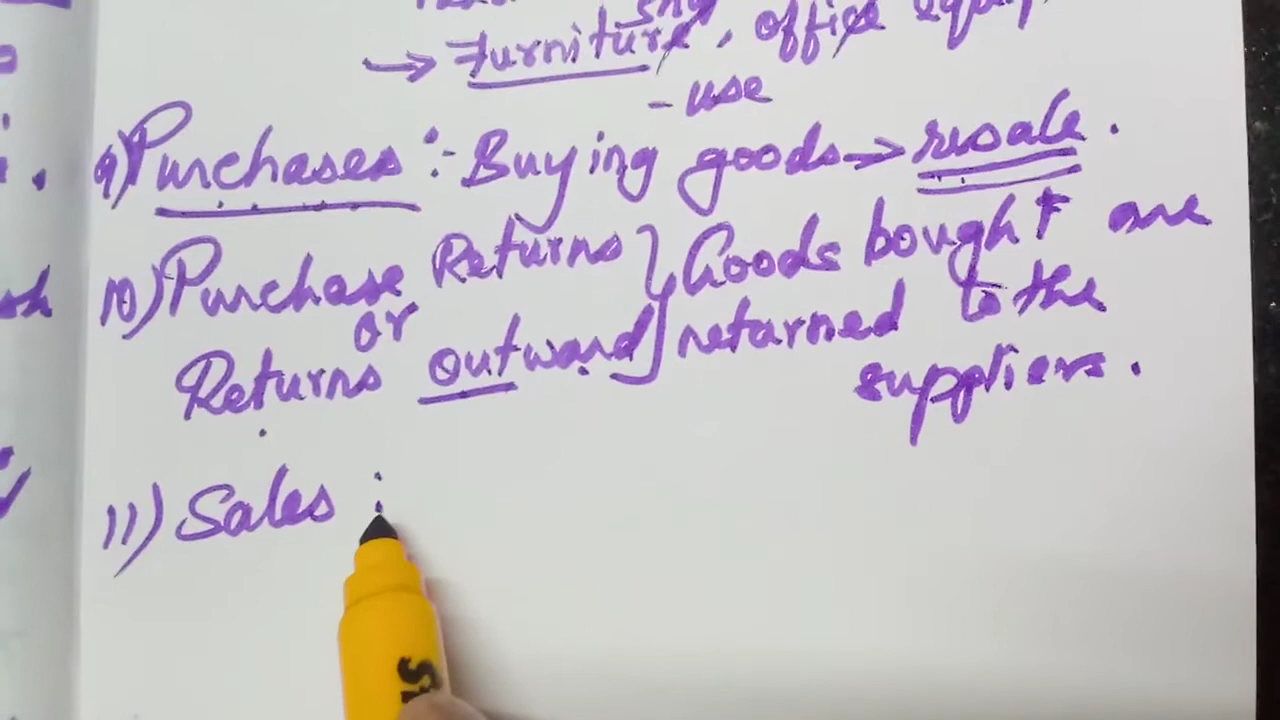 → Furniture, office equip
- use
9) Purchases :- Buying goods → resale.
10) Purchase Returns } Goods bought are
or
Returns outward } returned to the
suppliers.
11) Sales :